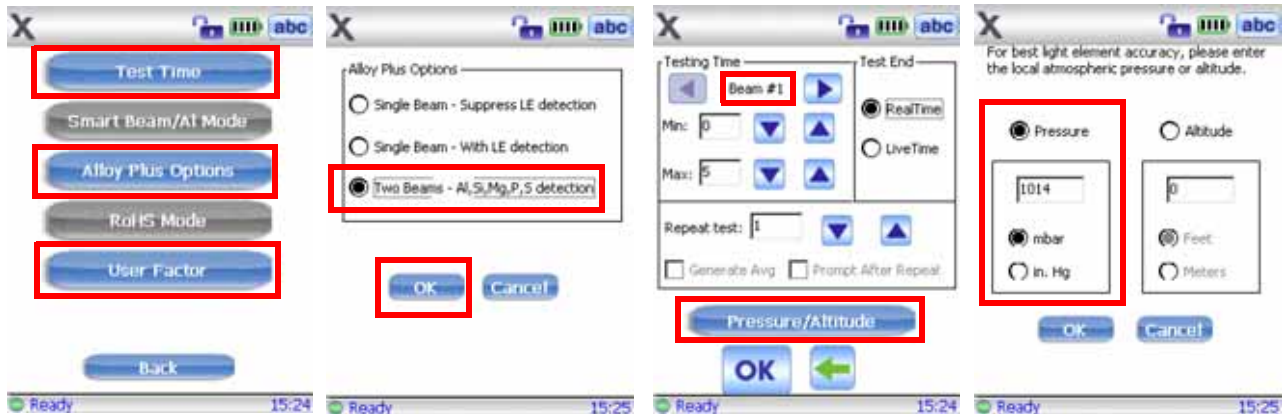 X abc
Test Time
Smart Beam/Al Mode
Alloy Plus Options
RoHS Mode
User Factor
Back
Ready 15:24
X abc
Alloy Plus Options
Single Beam - Suppress LE detection
Single Beam - With LE detection
Two Beams - Al,Si,Mg,P,S detection
OK Cancel
Ready 15:25
X abc
Testing Time
Test End
Beam #1
Min: 0
Max: 5
RealTime
LiveTime
Repeat test: 1
Generate Avg Prompt After Repeat
Pressure/Altitude
OK
Ready 15:24
X abc
For best light element accuracy, please enter
the local atmospheric pressure or altitude.
Pressure Altitude
1014 0
mbar Feet
in. Hg Meters
OK Cancel
Ready 15:25